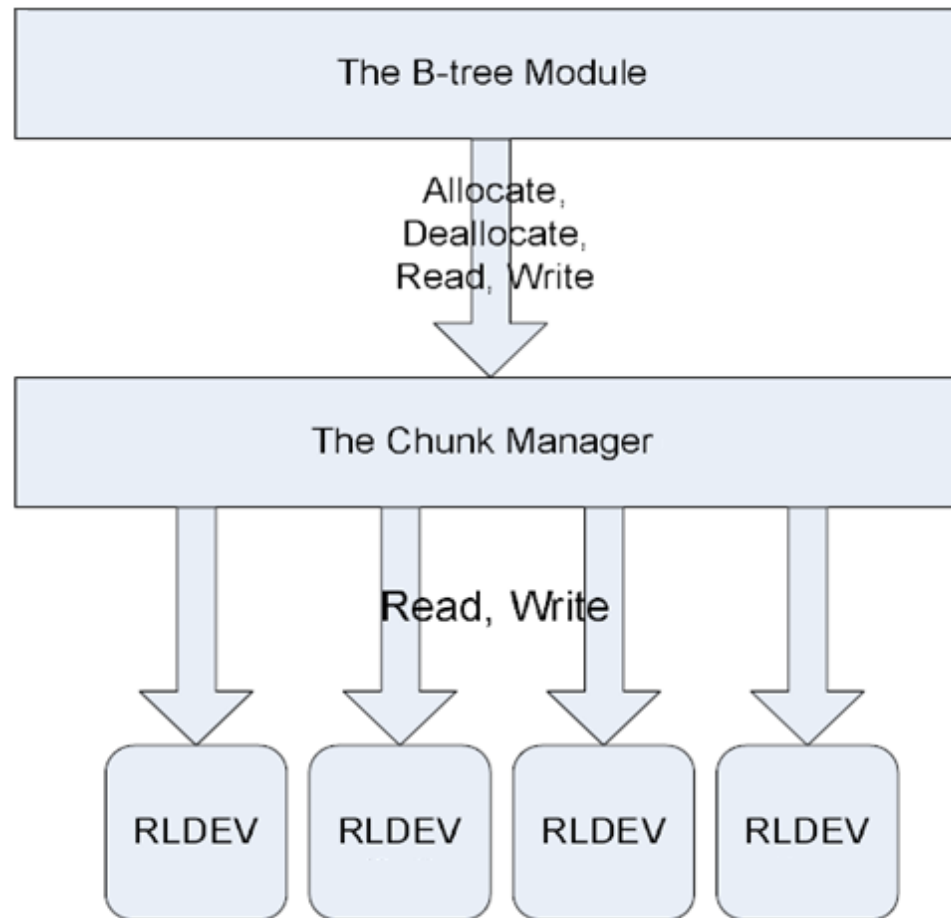 The B-tree Module
Allocate,
Deallocate,
Read, Write
The Chunk Manager
Read, Write
RLDEV RLDEV RLDEV RLDEV